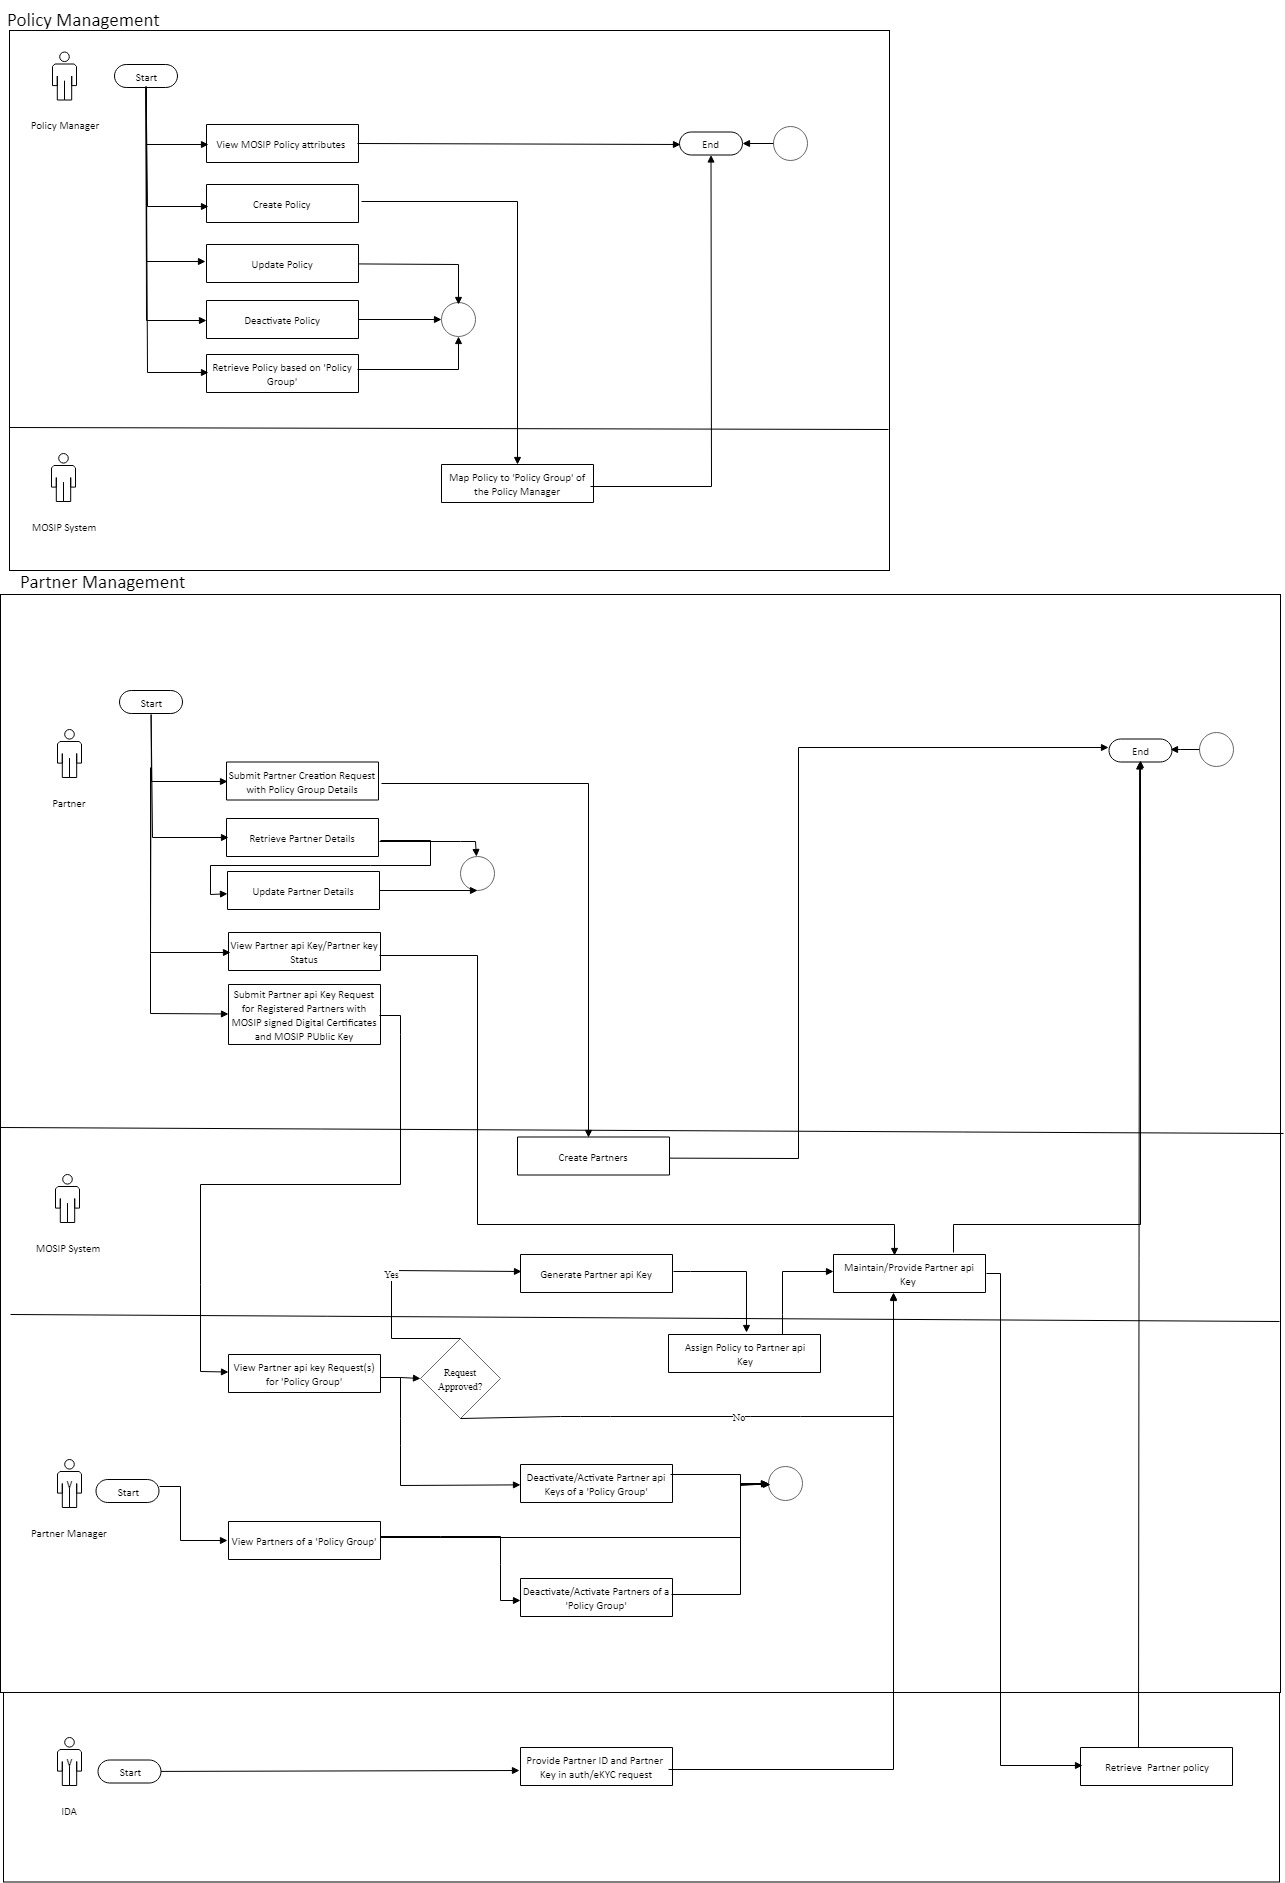 Policy Management
Start
Policy Manager
View MOSIP Policy attributes
End
Create Policy
Update Policy
Deactivate Policy
Retrieve Policy based on 'Policy
Group'
Map Policy to 'Policy Group' of
the Policy Manager
MOSIP System
Partner Management
Start
Partner
End
Submit Partner Creation Request
with Policy Group Details
Retrieve Partner Details
Update Partner Details
View Partner api Key/Partner key
Status
Submit Partner api Key Request
for Registered Partners with
MOSIP signed Digital Certificates
and MOSIP PUblic Key
Create Partners
MOSIP System
Yes
Generate Partner api Key
Maintain/Provide Partner api
Key
Assign Policy to Partner api
Key
View Partner api key Request(s)
for 'Policy Group'
Request
Approved?
No
Deactivate/Activate Partner api
Keys of a 'Policy Group'
Start
Partner Manager
View Partners of a 'Policy Group'
Deactivate/Activate Partners of a
'Policy Group'
Start
IDA
Provide Partner ID and Partner
Key in auth/eKYC request
Retrieve  Partner policy